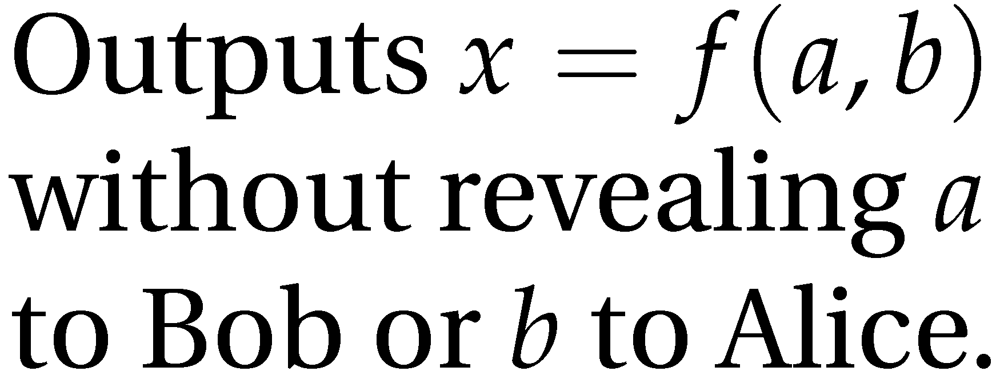 Outputs x = f(a, b)
without revealing a
to Bob or b to Alice.